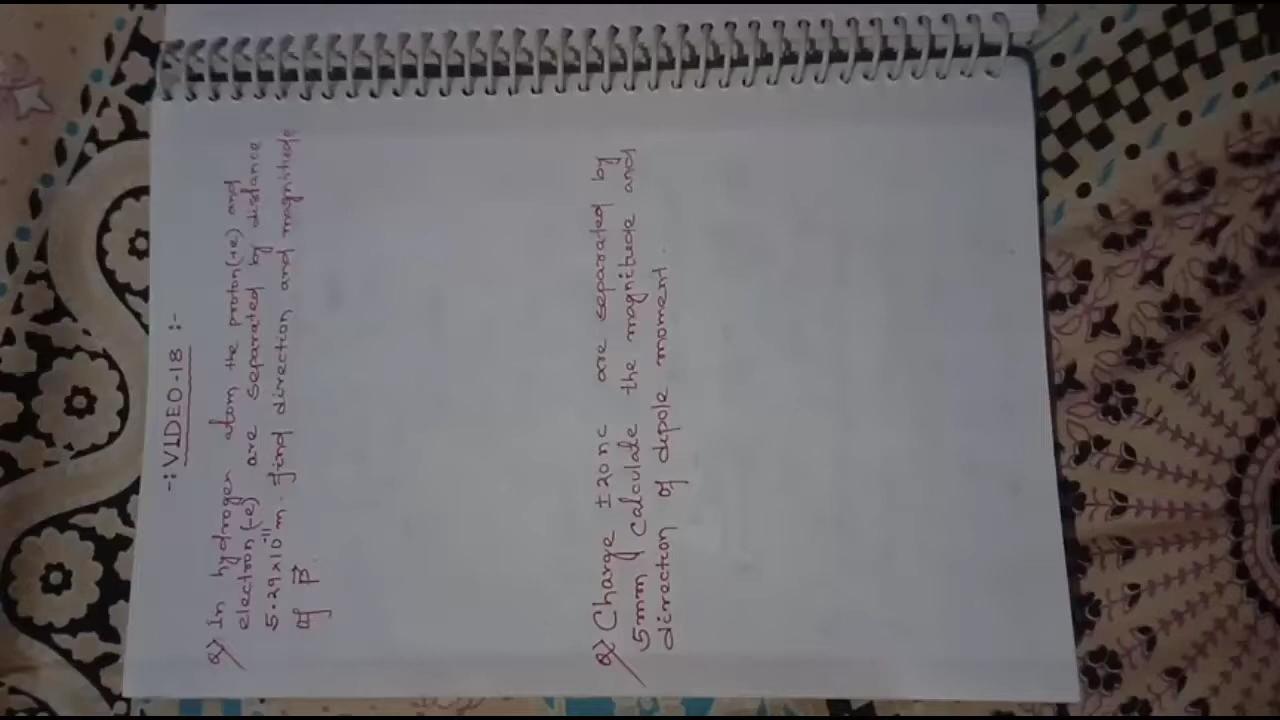 -: VIDEO-18 :-
Q) In hydrogen atom the proton(+e) and
electron(-e) are separated by distance
5.29×10⁻¹¹m. find direction and magnitude
of P⃗.
Q) Charge ±20nc are separated by
5mm calculate the magnitude and
direction of dipole moment.